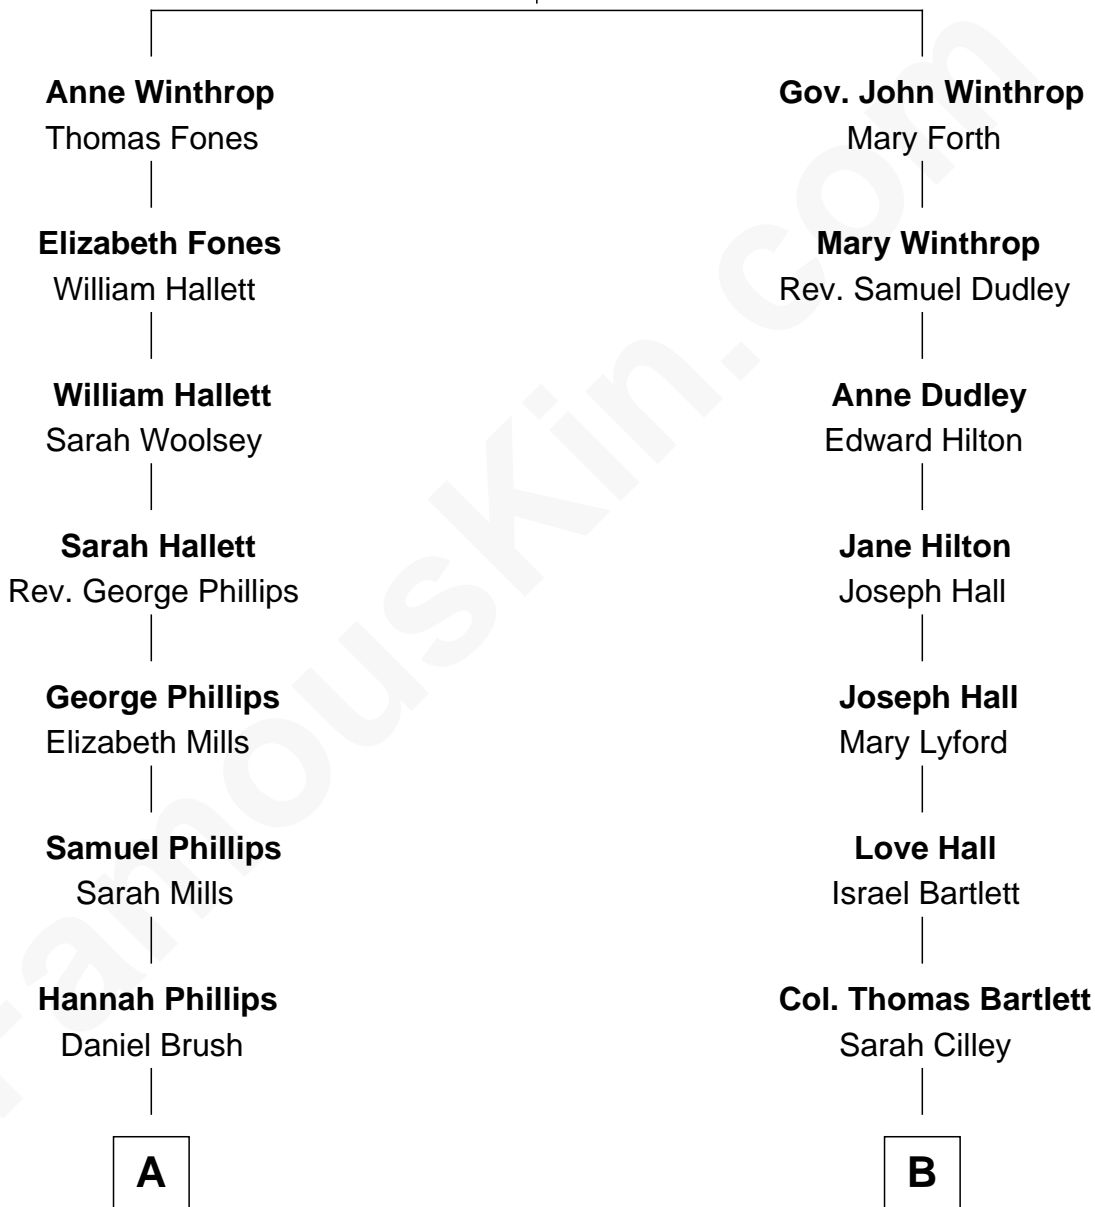 Anne Winthrop
Thomas Fones
Elizabeth Fones
William Hallett
William Hallett
Sarah Woolsey
Sarah Hallett
Rev. George Phillips
George Phillips
Elizabeth Mills
Samuel Phillips
Sarah Mills
Hannah Phillips
Daniel Brush
A
Gov. John Winthrop
Mary Forth
Mary Winthrop
Rev. Samuel Dudley
Anne Dudley
Edward Hilton
Jane Hilton
Joseph Hall
Joseph Hall
Mary Lyford
Love Hall
Israel Bartlett
Col. Thomas Bartlett
Sarah Cilley
B
FamousKin.com